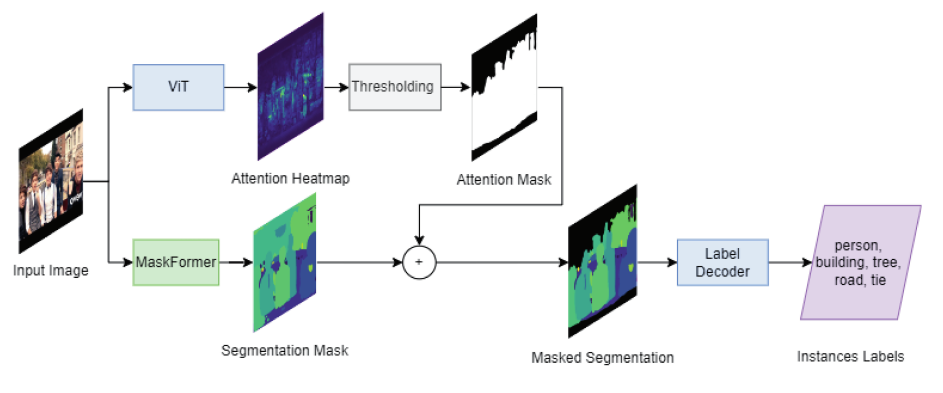 ViT
Thresholding
Attention Heatmap
Attention Mask
Input Image
MaskFormer
÷
Label
Decoder
person,
building, tree,
road, tie
Segmentation Mask
Masked Segmentation
Instances Labels